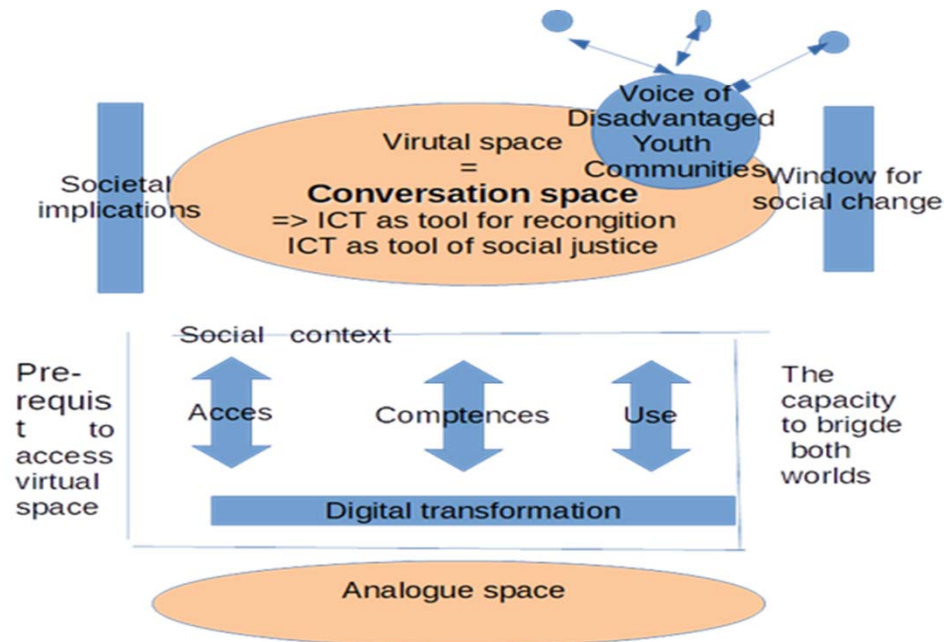 Voice of
Disadvantaged
Youth
Communities
Virutal space
=
Conversation space
=> ICT as tool for recongition
ICT as tool of social justice
Societal
implications
Window for
social change
Social context
Pre-
requis
t to
access
virtual
space
Acces
Comptences
Use
The
capacity
to brigde
both
worlds
Digital transformation
Analogue space